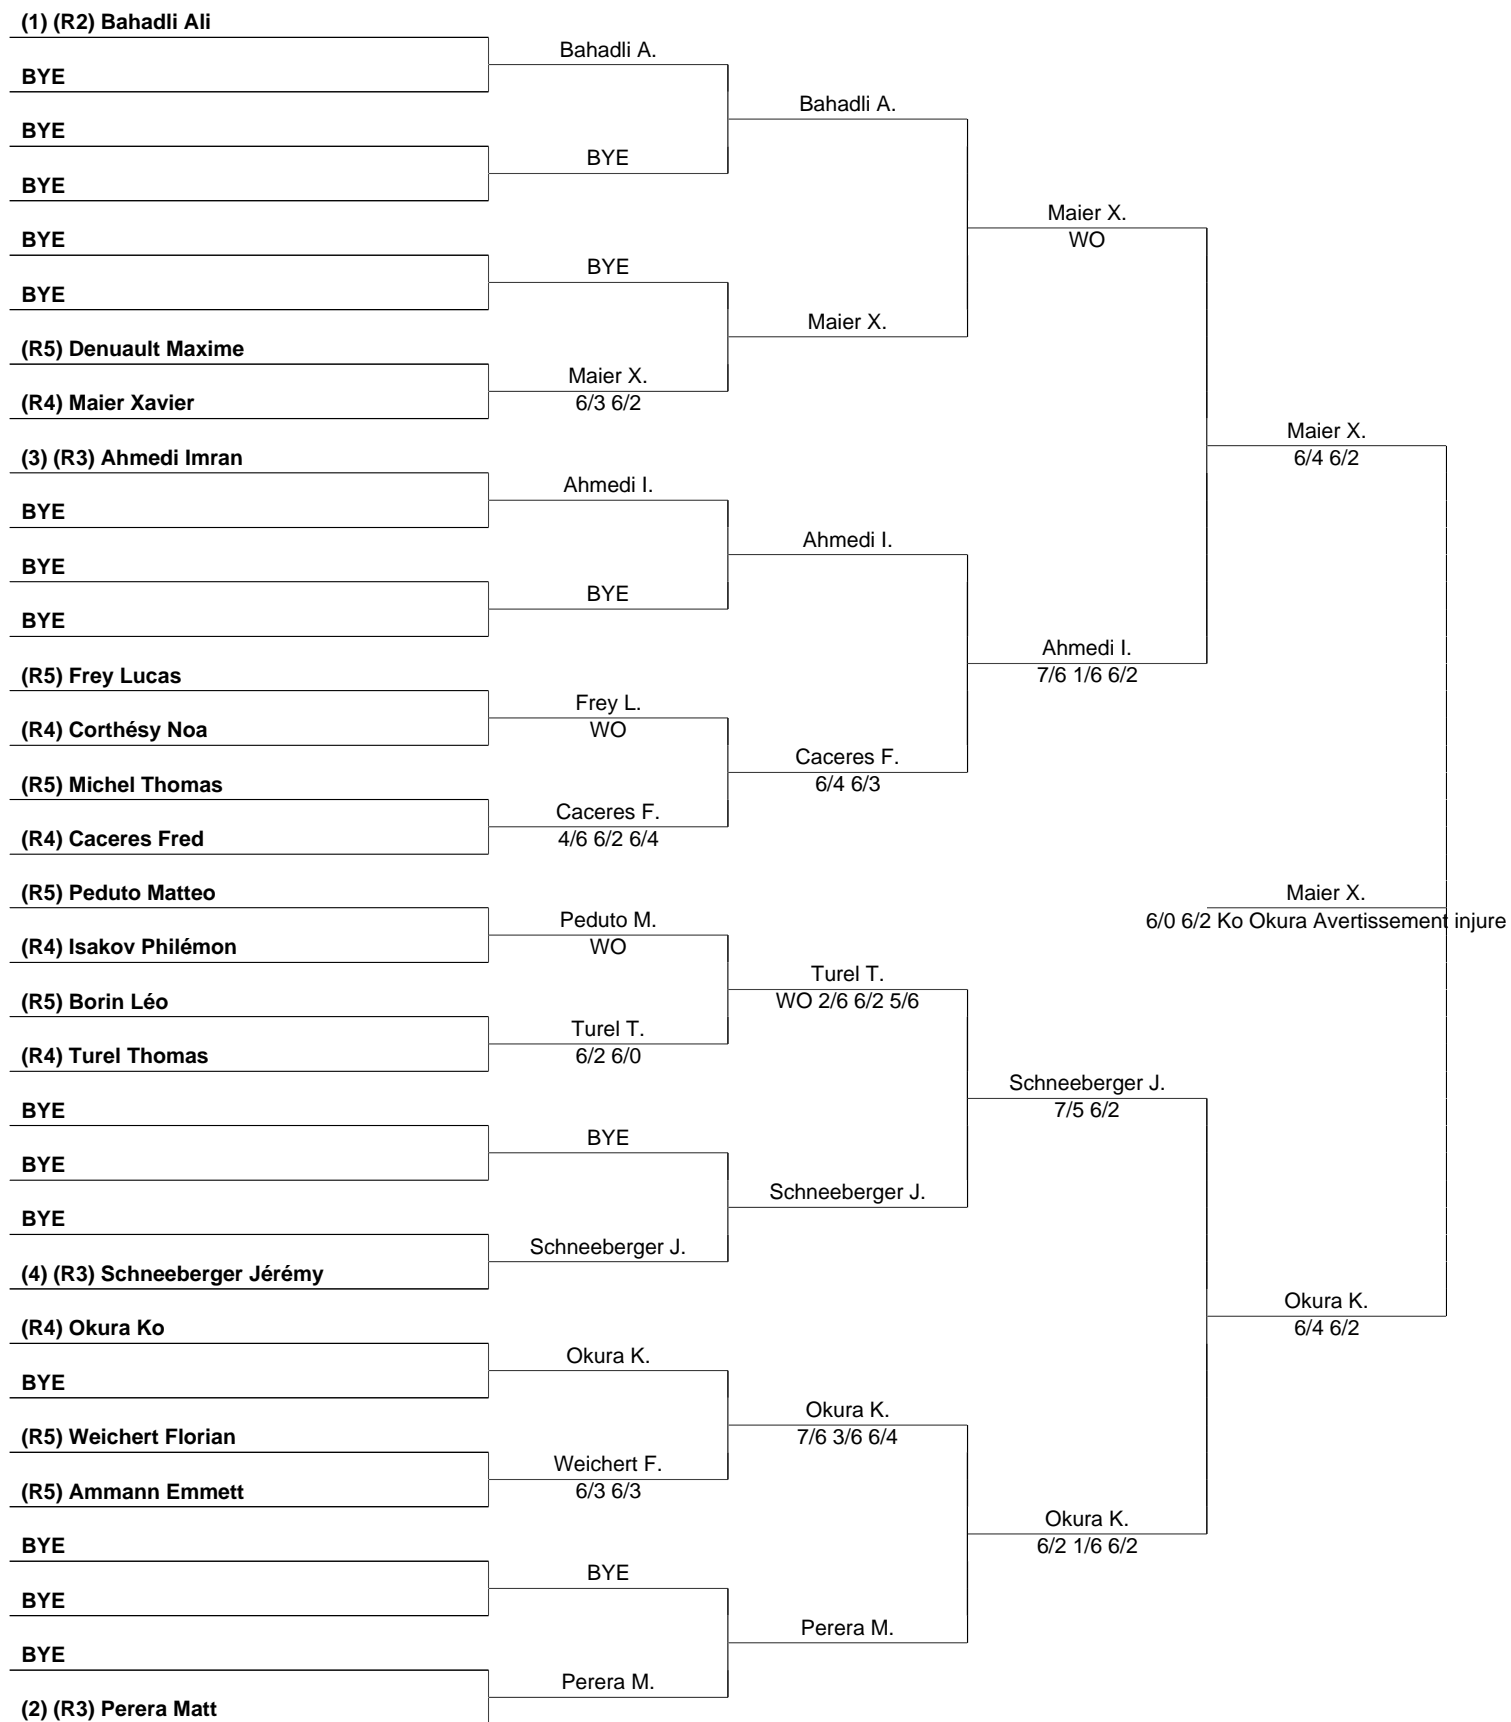 (1) (R2) Bahadli Ali
BYE
BYE
BYE
BYE
BYE
(R5) Denuault Maxime
(R4) Maier Xavier
(3) (R3) Ahmedi Imran
BYE
BYE
BYE
(R5) Frey Lucas
(R4) Corthésy Noa
(R5) Michel Thomas
(R4) Caceres Fred
(R5) Peduto Matteo
(R4) Isakov Philémon
(R5) Borin Léo
(R4) Turel Thomas
BYE
BYE
BYE
(4) (R3) Schneeberger Jérémy
(R4) Okura Ko
BYE
(R5) Weichert Florian
(R5) Ammann Emmett
BYE
BYE
BYE
(2) (R3) Perera Matt
Bahadli A.
BYE
BYE
Maier X.
6/3 6/2
Ahmedi I.
BYE
Frey L.
WO
Caceres F.
4/6 6/2 6/4
Peduto M.
WO
Turel T.
6/2 6/0
BYE
Schneeberger J.
Okura K.
Weichert F.
6/3 6/3
BYE
Perera M.
Bahadli A.
Maier X.
Ahmedi I.
Caceres F.
6/4 6/3
Turel T.
WO 2/6 6/2 5/6
Schneeberger J.
Okura K.
7/6 3/6 6/4
Perera M.
Maier X.
WO
Ahmedi I.
7/6 1/6 6/2
Schneeberger J.
7/5 6/2
Okura K.
6/2 1/6 6/2
Maier X.
6/4 6/2
Okura K.
6/4 6/2
Maier X.
6/0 6/2 Ko Okura Avertissement injure